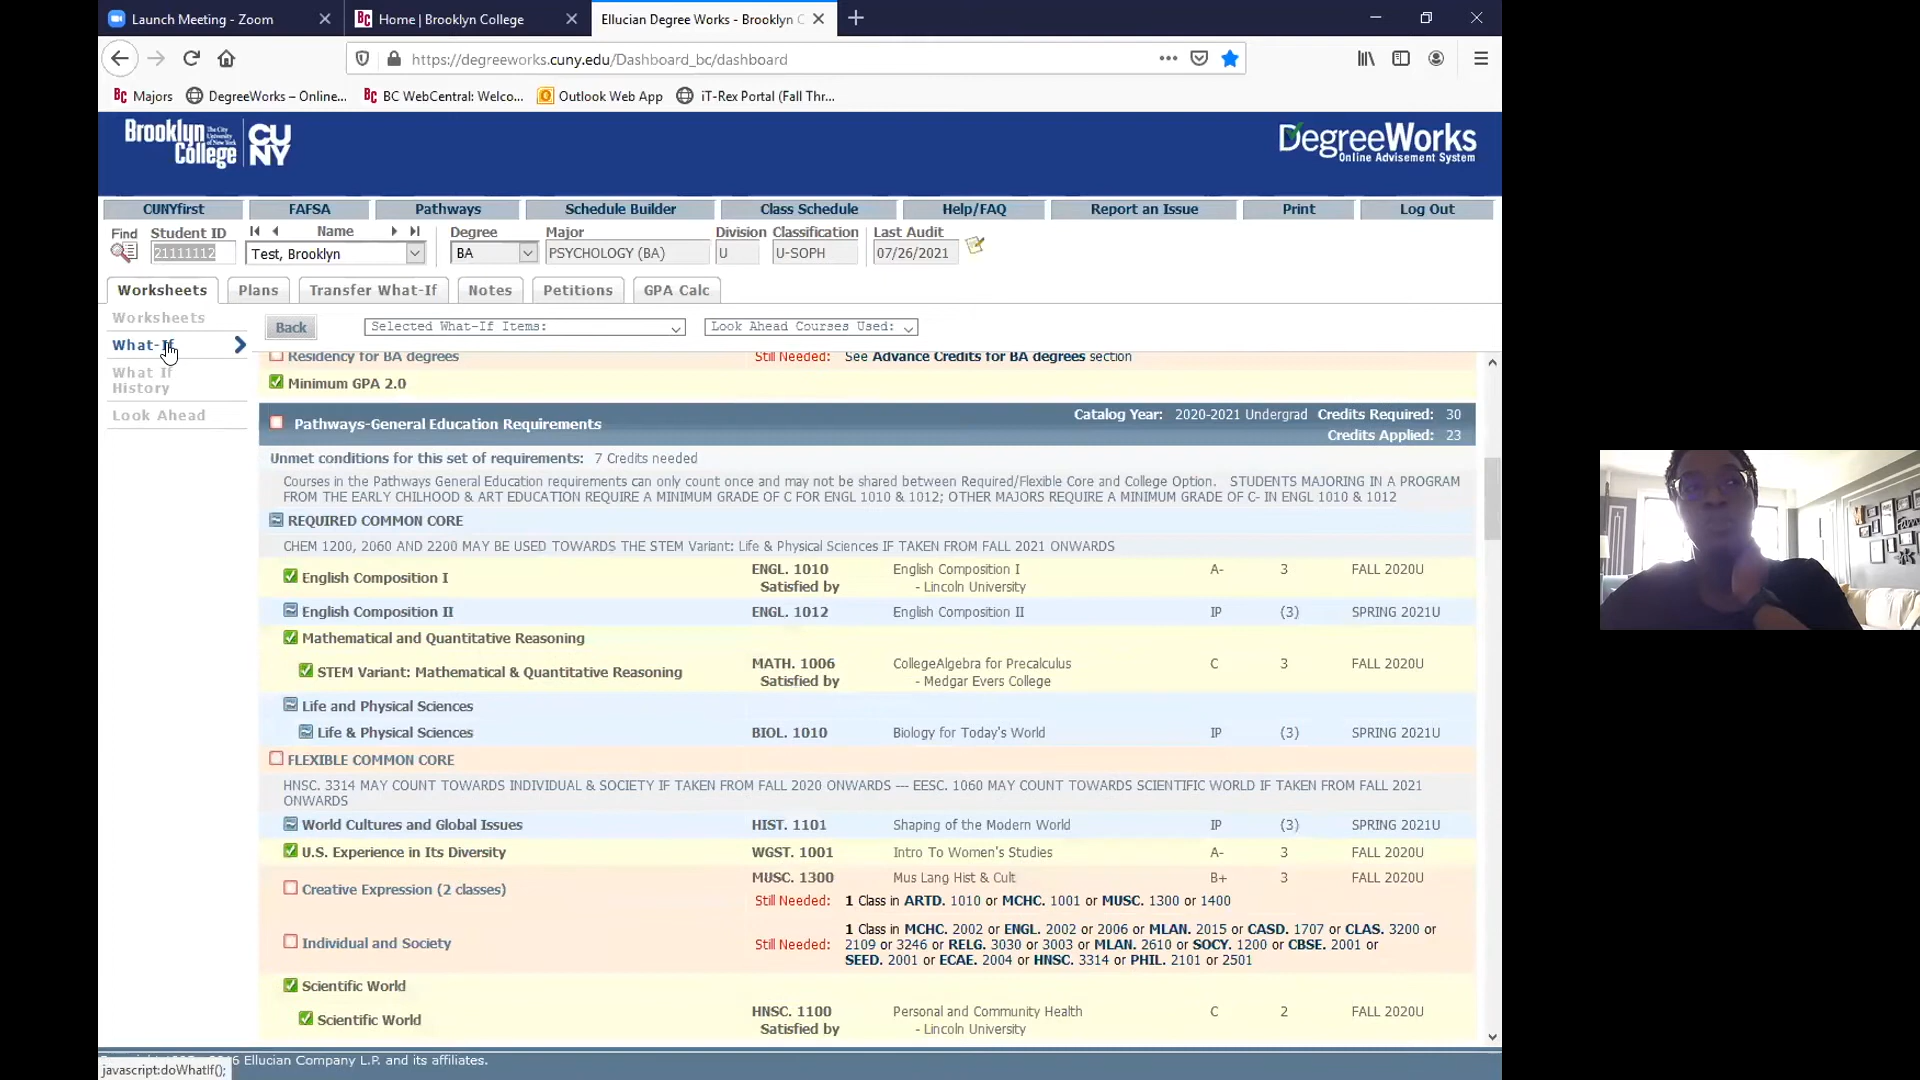 Launch Meeting - Zoom
Home | Brooklyn College
Ellucian Degree Works - Brooklyn C
https://degreeworks.cuny.edu/Dashboard_bc/dashboard
Majors
DegreeWorks – Online...
BC WebCentral: Welco...
Outlook Web App
iT-Rex Portal (Fall Thr...
Brooklyn College
The City University of New York
CUNY
DegreeWorks
Online Advisement System
CUNYfirst FAFSA Pathways Schedule Builder Class Schedule Help/FAQ Report an Issue Print Log Out
Find Student ID Name Degree Major Division Classification Last Audit
21111112 Test, Brooklyn BA PSYCHOLOGY (BA) U U-SOPH 07/26/2021
Worksheets Plans Transfer What-If Notes Petitions GPA Calc
Worksheets
What-If
What If History
Look Ahead
Back Selected What-If Items: Look Ahead Courses Used:
Residency for BA degrees Still Needed: See Advance Credits for BA degrees section
Minimum GPA 2.0
Pathways-General Education Requirements Catalog Year: 2020-2021 Undergrad Credits Required: 30
Credits Applied: 23
Unmet conditions for this set of requirements: 7 Credits needed
Courses in the Pathways General Education requirements can only count once and may not be shared between Required/Flexible Core and College Option. STUDENTS MAJORING IN A PROGRAM
FROM THE EARLY CHILHOOD & ART EDUCATION REQUIRE A MINIMUM GRADE OF C FOR ENGL 1010 & 1012; OTHER MAJORS REQUIRE A MINIMUM GRADE OF C- IN ENGL 1010 & 1012
REQUIRED COMMON CORE
CHEM 1200, 2060 AND 2200 MAY BE USED TOWARDS THE STEM Variant: Life & Physical Sciences IF TAKEN FROM FALL 2021 ONWARDS
English Composition I ENGL. 1010 English Composition I A- 3 FALL 2020U
Satisfied by - Lincoln University
English Composition II ENGL. 1012 English Composition II IP (3) SPRING 2021U
Mathematical and Quantitative Reasoning
STEM Variant: Mathematical & Quantitative Reasoning MATH. 1006 CollegeAlgebra for Precalculus C 3 FALL 2020U
Satisfied by - Medgar Evers College
Life and Physical Sciences
Life & Physical Sciences BIOL. 1010 Biology for Today's World IP (3) SPRING 2021U
FLEXIBLE COMMON CORE
HNSC. 3314 MAY COUNT TOWARDS INDIVIDUAL & SOCIETY IF TAKEN FROM FALL 2020 ONWARDS --- EESC. 1060 MAY COUNT TOWARDS SCIENTIFIC WORLD IF TAKEN FROM FALL 2021
ONWARDS
World Cultures and Global Issues HIST. 1101 Shaping of the Modern World IP (3) SPRING 2021U
U.S. Experience in Its Diversity WGST. 1001 Intro To Women's Studies A- 3 FALL 2020U
Creative Expression (2 classes) MUSC. 1300 Mus Lang Hist & Cult B+ 3 FALL 2020U
Still Needed: 1 Class in ARTD. 1010 or MCHC. 1001 or MUSC. 1300 or 1400
Individual and Society Still Needed: 1 Class in MCHC. 2002 or ENGL. 2002 or 2006 or MLAN. 2015 or CASD. 1707 or CLAS. 3200 or
2109 or 3246 or RELG. 3030 or 3003 or MLAN. 2610 or SOCY. 1200 or CBSE. 2001 or
SEED. 2001 or ECAE. 2004 or HNSC. 3314 or PHIL. 2101 or 2501
Scientific World
Scientific World HNSC. 1100 Personal and Community Health C 2 FALL 2020U
Satisfied by - Lincoln University
6 Ellucian Company L.P. and its affiliates.
javascript:doWhatIf();